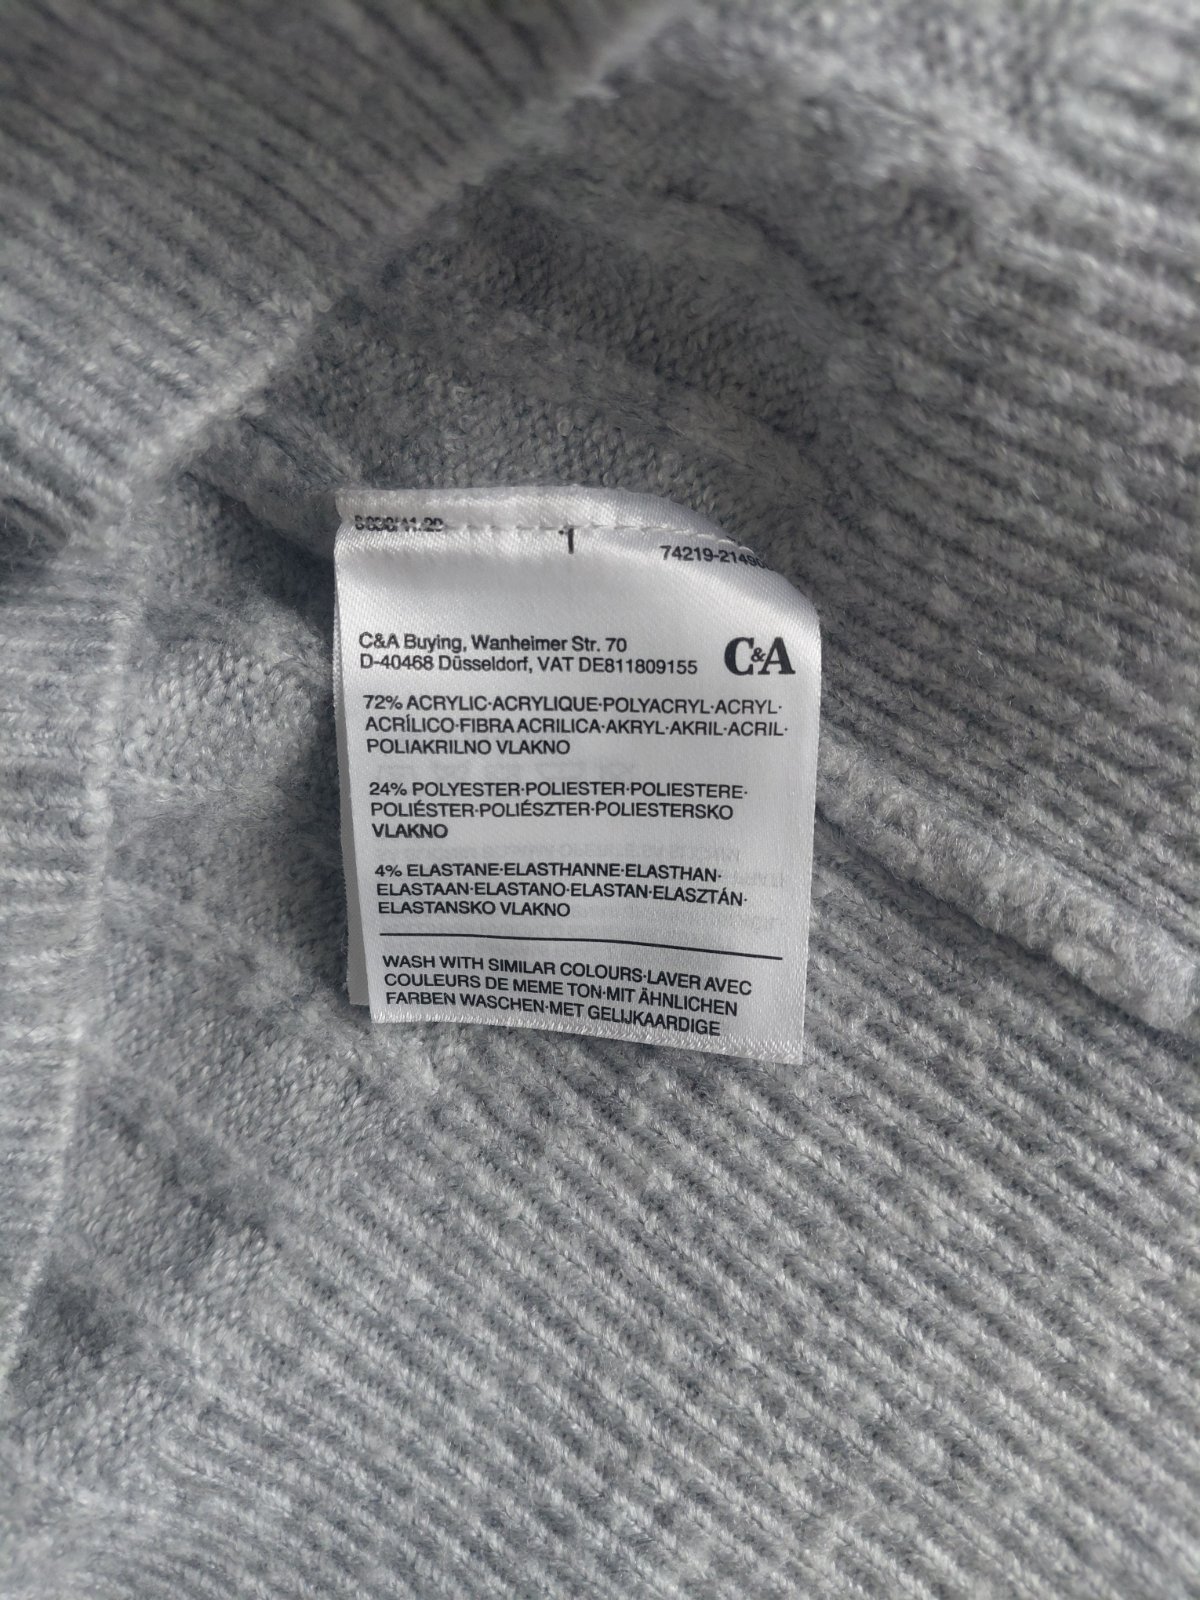 74219-2149
C&A Buying, Wanheimer Str. 70
D-40468 Düsseldorf, VAT DE811809155
C&A
72% ACRYLIC·ACRYLIQUE·POLYACRYL·ACRYL·
ACRÍLICO·FIBRA ACRILICA·AKRYL·AKRIL·ACRIL·
POLIAKRILNO VLAKNO
24% POLYESTER·POLIESTER·POLIESTERE·
POLIÉSTER·POLIÉSZTER·POLIESTERSKO
VLAKNO
4% ELASTANE·ELASTHANNE·ELASTHAN·
ELASTAAN·ELASTANO·ELASTAN·ELASZTÁN·
ELASTANSKO VLAKNO
WASH WITH SIMILAR COLOURS·LAVER AVEC
COULEURS DE MEME TON·MIT ÄHNLICHEN
FARBEN WASCHEN·MET GELIJKAARDIGE